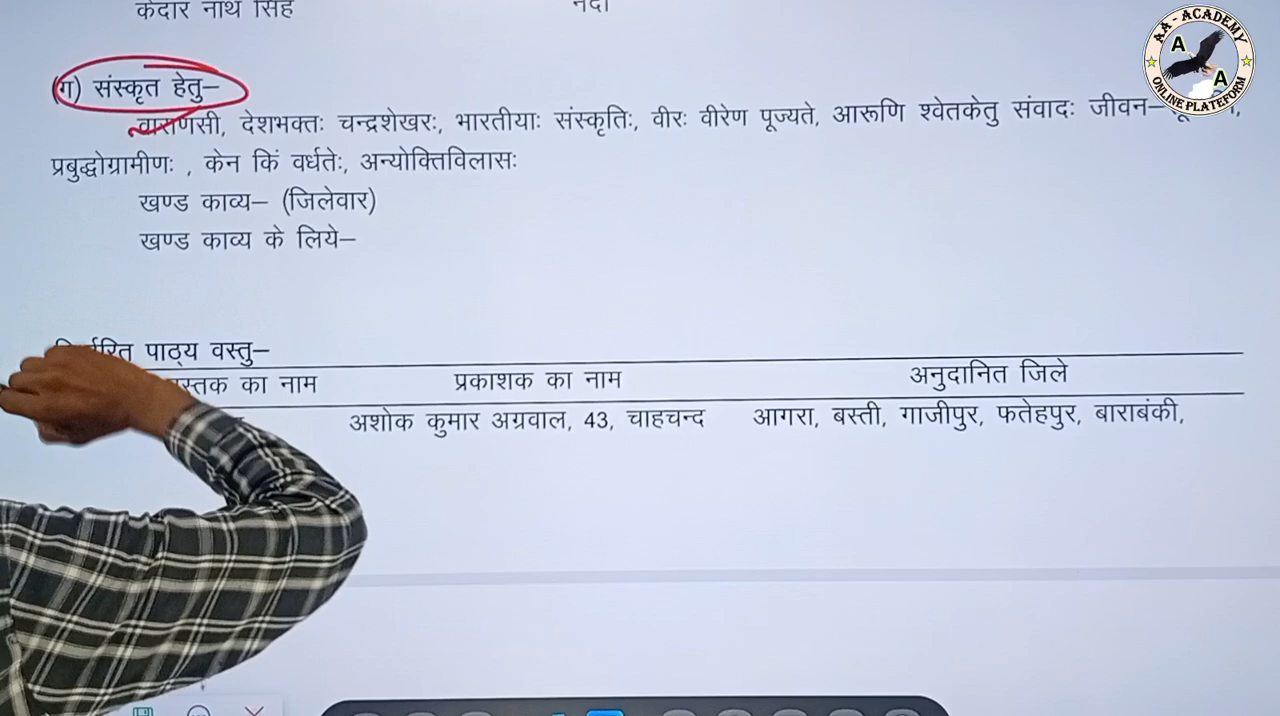 केदार नाथ सिंह नदी
AA - ACADEMY
A
A
ONLINE PLATEFORM
(ग) संस्कृत हेतु–
वाराणसी, देशभक्तः चन्द्रशेखरः, भारतीयाः संस्कृतिः, वीरः वीरेण पूज्यते, आरूणि श्वेतकेतु संवादः जीवन–
प्रबुद्धोग्रामीणः , केन किं वर्धतेः, अन्योक्तिविलासः
खण्ड काव्य– (जिलेवार)
खण्ड काव्य के लिये–
पाठ्य वस्तु–
का नाम प्रकाशक का नाम अनुदानित जिले
अशोक कुमार अग्रवाल, 43, चाहचन्द आगरा, बस्ती, गाजीपुर, फतेहपुर, बाराबंकी,